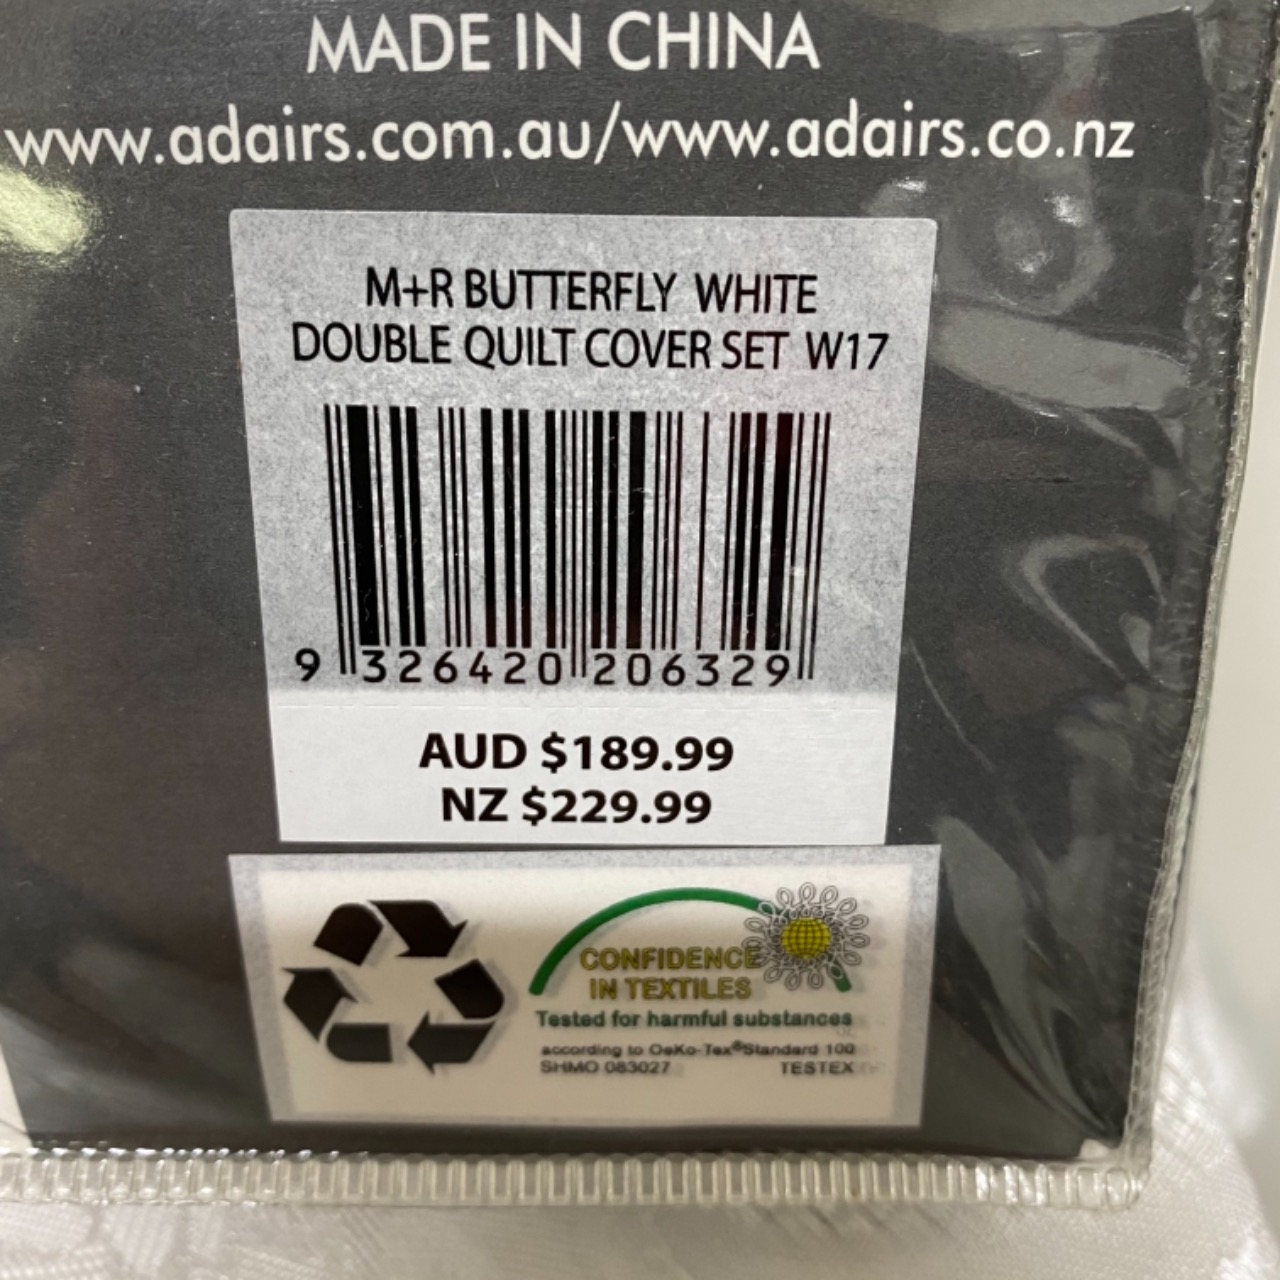 MADE IN CHINA
www.adairs.com.au/www.adairs.co.nz
M+R BUTTERFLY WHITE
DOUBLE QUILT COVER SET W17
9 326420 206329
AUD $189.99
NZ $229.99
CONFIDENCE
IN TEXTILES
Tested for harmful substances
according to OeKo-Tex®Standard 100
SHMO 083027 TESTEX